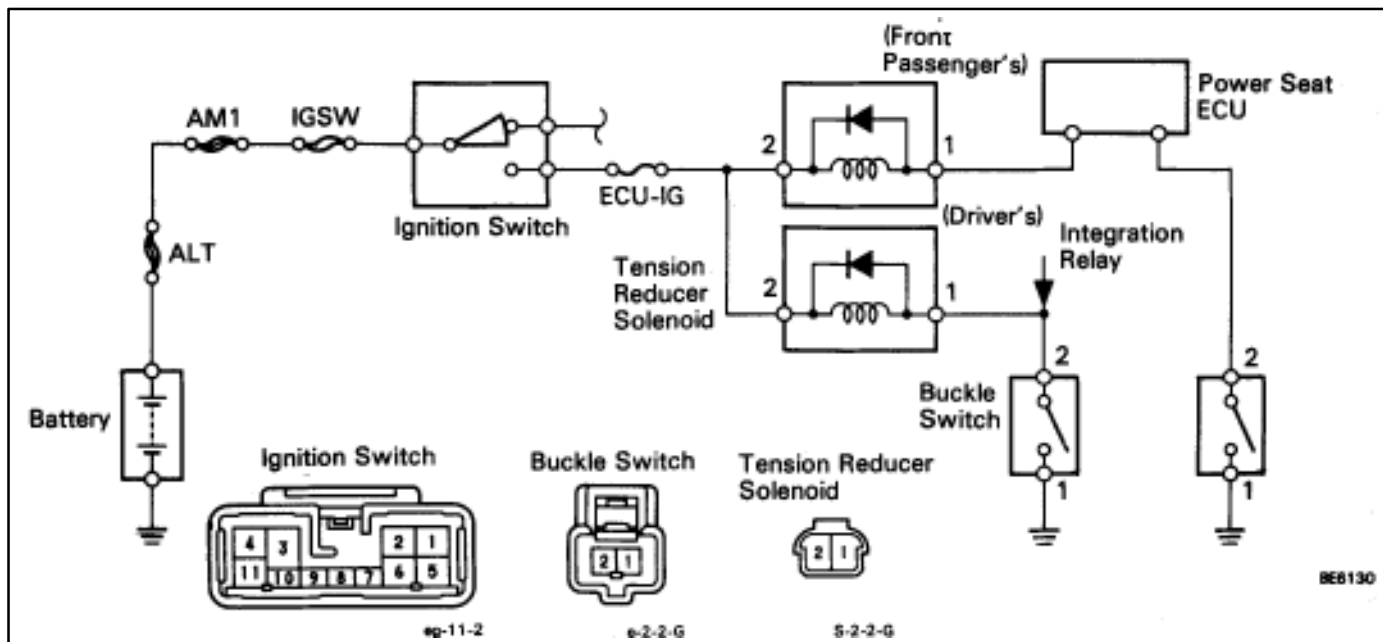 (Front
Passenger's)
Power Seat
ECU
AM1
IGSW
2
1
ECU-IG
Ignition Switch
(Driver's)
Integration
Relay
ALT
Tension
Reducer
Solenoid
2
1
2
2
Buckle
Switch
Battery
1
1
Ignition Switch
Buckle Switch
Tension Reducer
Solenoid
4
3
2
1
11
10
9
8
7
6
5
2
1
2
1
BE6130
eg-11-2
e-2-2-G
S-2-2-G